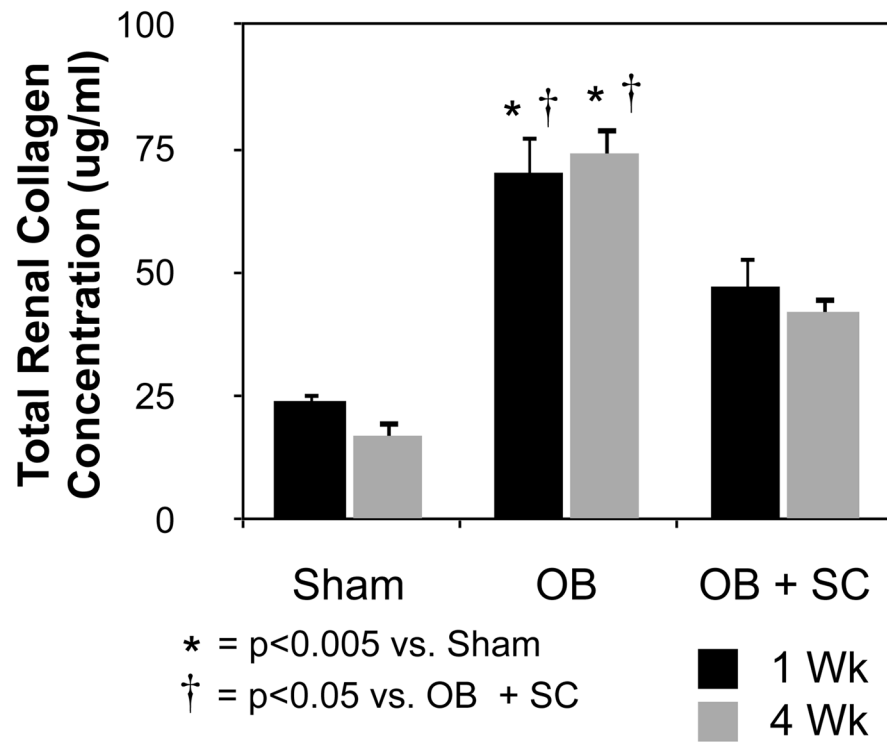 Total Renal Collagen
Concentration (ug/ml)
100
75
50
25
0
* †
* †
Sham
OB
OB + SC
* = p<0.005 vs. Sham
† = p<0.05 vs. OB + SC
1 Wk
4 Wk